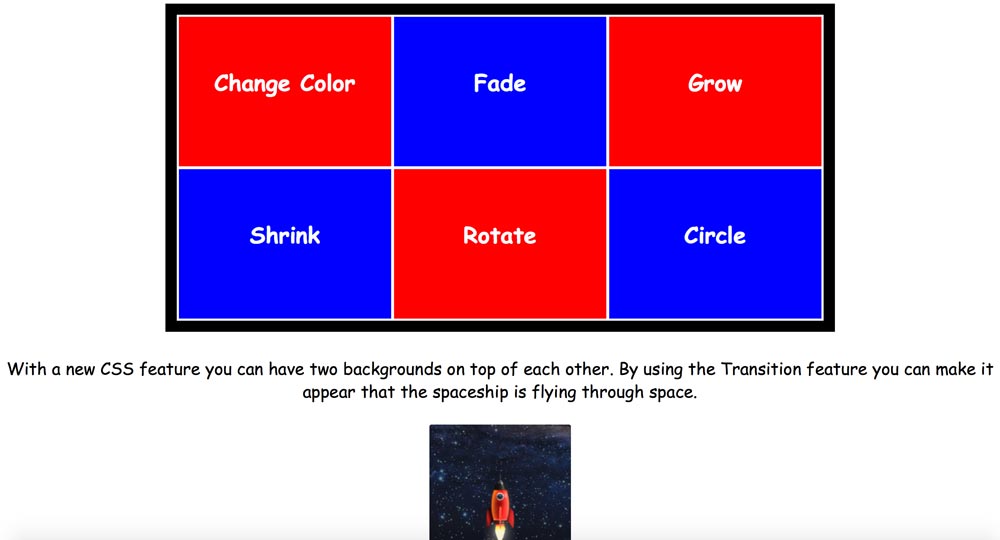 Change Color Fade Grow
Shrink Rotate Circle
With a new CSS feature you can have two backgrounds on top of each other. By using the Transition feature you can make it
appear that the spaceship is flying through space.